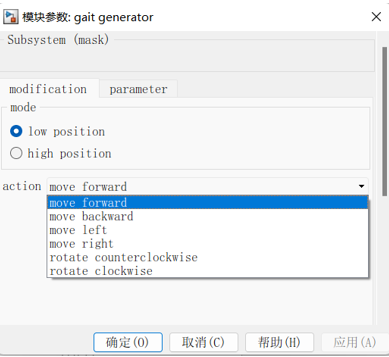 模块参数: gait generator
Subsystem (mask)
modification parameter
mode
low position
high position
action move forward
move forward
move backward
move left
move right
rotate counterclockwise
rotate clockwise
确定(O) 取消(C) 帮助(H) 应用(A)